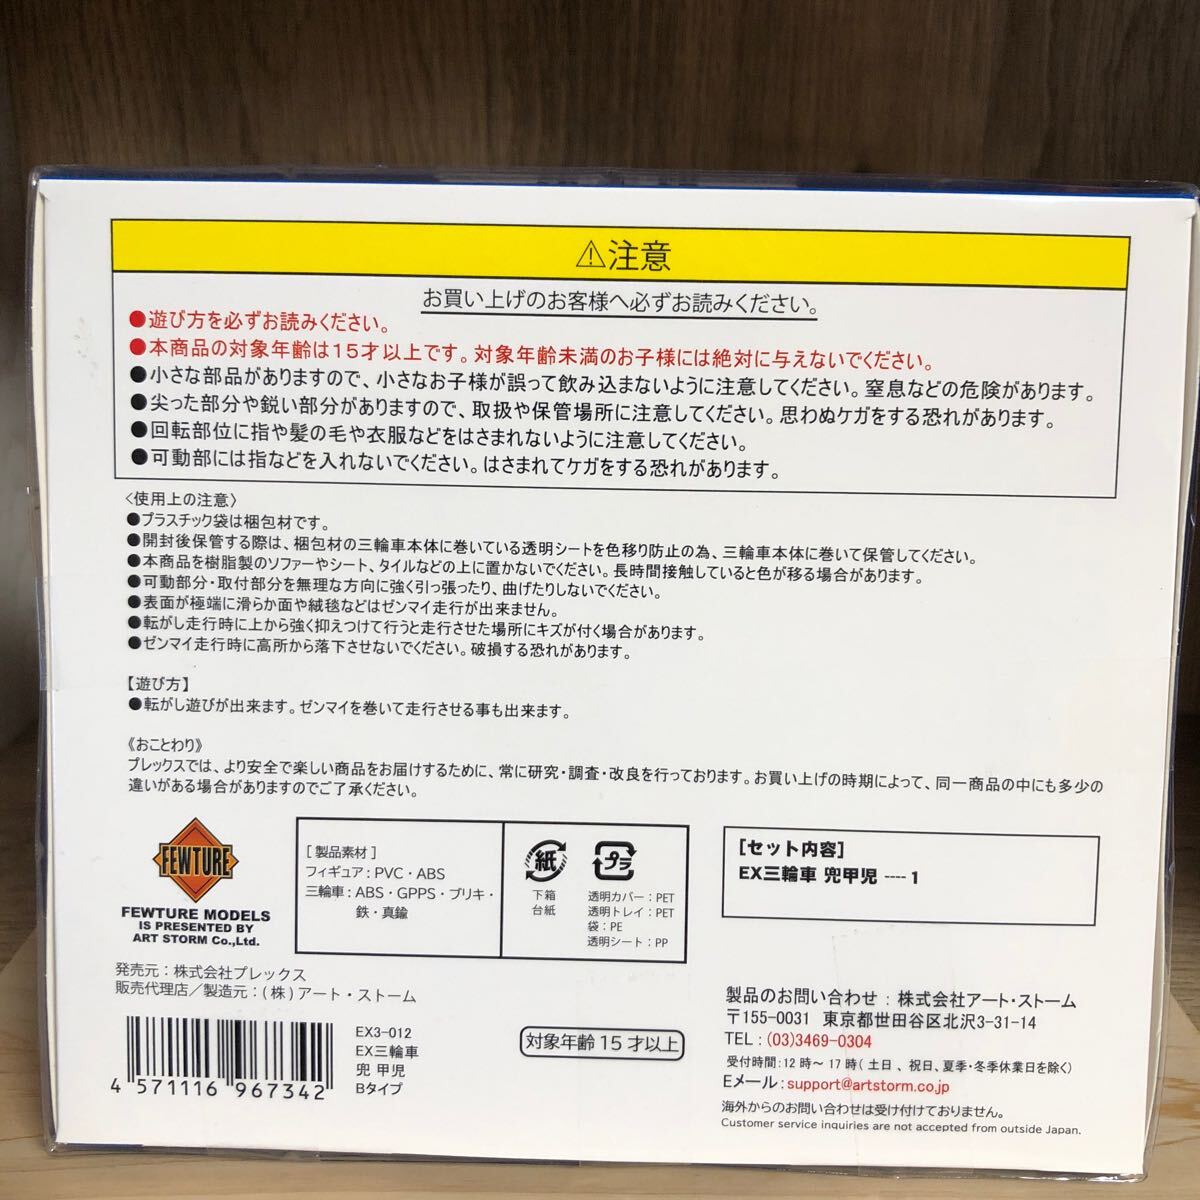 ⚠注意
お買い上げのお客様へ必ずお読みください。
●遊び方を必ずお読みください。
●本商品の対象年齢は15才以上です。対象年齢未満のお子様には絶対に与えないでください。
●小さな部品がありますので、小さなお子様が誤って飲み込まないように注意してください。窒息などの危険があります。
●尖った部分や鋭い部分がありますので、取扱や保管場所に注意してください。思わぬケガをする恐れがあります。
●回転部位に指や髪の毛や衣服などをはさまれないように注意してください。
●可動部には指などを入れないでください。はさまれてケガをする恐れがあります。
〈使用上の注意〉
●プラスチック袋は梱包材です。
●開封後保管する際は、梱包材の三輪車本体に巻いている透明シートを色移り防止の為、三輪車本体に巻いて保管してください。
●本商品を樹脂製のソファーやシート、タイルなどの上に置かないでください。長時間接触していると色が移る場合があります。
●可動部分・取付部分を無理な方向に強く引っ張ったり、曲げたりしないでください。
●表面が極端に滑らか面や絨毯などはゼンマイ走行が出来ません。
●転がし走行時に上から強く抑えつけて行うと走行させた場所にキズが付く場合があります。
●ゼンマイ走行時に高所から落下させないでください。破損する恐れがあります。
【遊び方】
●転がし遊びが出来ます。ゼンマイを巻いて走行させる事も出来ます。
《おことわり》
プレックスでは、より安全で楽しい商品をお届けするために、常に研究・調査・改良を行っております。お買い上げの時期によって、同一商品の中にも多少の
違いがある場合がありますのでご了承ください。
FEWTURE
FEWTURE MODELS
IS PRESENTED BY
ART STORM Co.,Ltd.
[製品素材]
フィギュア：PVC・ABS
三輪車：ABS・GPPS・ブリキ・
鉄・真鍮
紙
下箱
台紙
プラ
透明カバー：PET
透明トレイ：PET
袋：PE
透明シート：PP
[セット内容]
EX三輪車 兜甲児 ---- 1
発売元：株式会社プレックス
販売代理店／製造元：(株)アート・ストーム
4 571116 967342
EX3-012
EX三輪車
兜 甲児
Bタイプ
対象年齢15才以上
製品のお問い合わせ：株式会社アート・ストーム
〒155-0031 東京都世田谷区北沢3-31-14
TEL：(03)3469-0304
受付時間：12時～17時(土日、祝日、夏季・冬季休業日を除く)
Eメール：support@artstorm.co.jp
海外からのお問い合わせは受け付けておりません。
Customer service inquiries are not accepted from outside Japan.